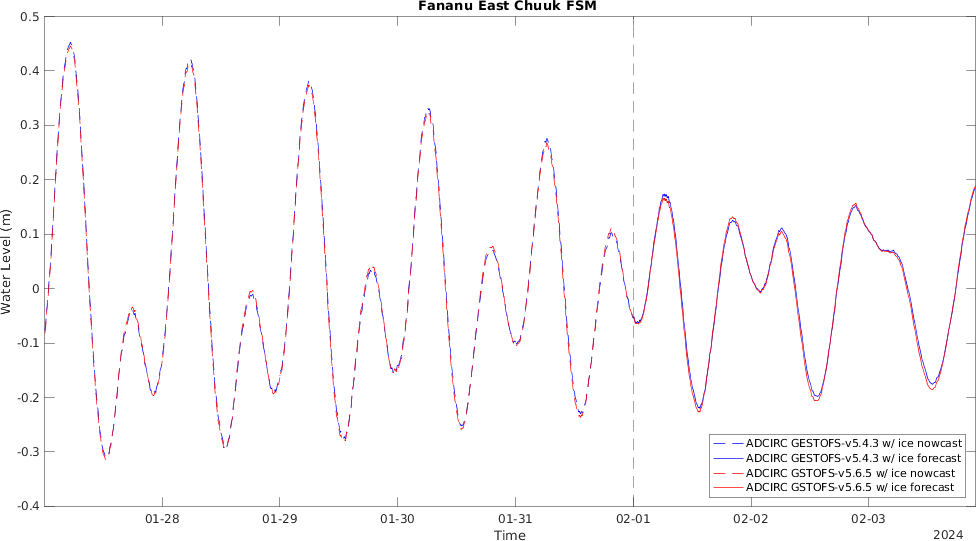 Fananu East Chuuk FSM
0.5
0.4
0.3
0.2
0.1
0
-0.1
-0.2
-0.3
-0.4
Water Level (m)
ADCIRC GESTOFS-v5.4.3 w/ ice nowcast
ADCIRC GESTOFS-v5.4.3 w/ ice forecast
ADCIRC GSTOFS-v5.6.5 w/ ice nowcast
ADCIRC GSTOFS-v5.6.5 w/ ice forecast
01-28 01-29 01-30 01-31 02-01 02-02 02-03
Time
2024